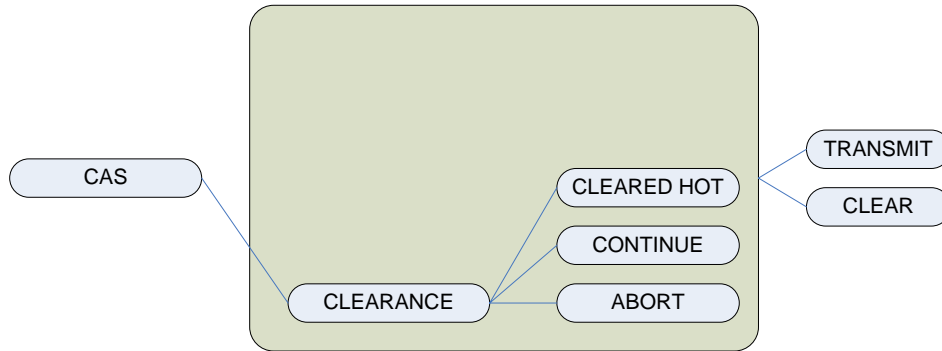 CAS
CLEARANCE
CLEARED HOT
CONTINUE
ABORT
TRANSMIT
CLEAR